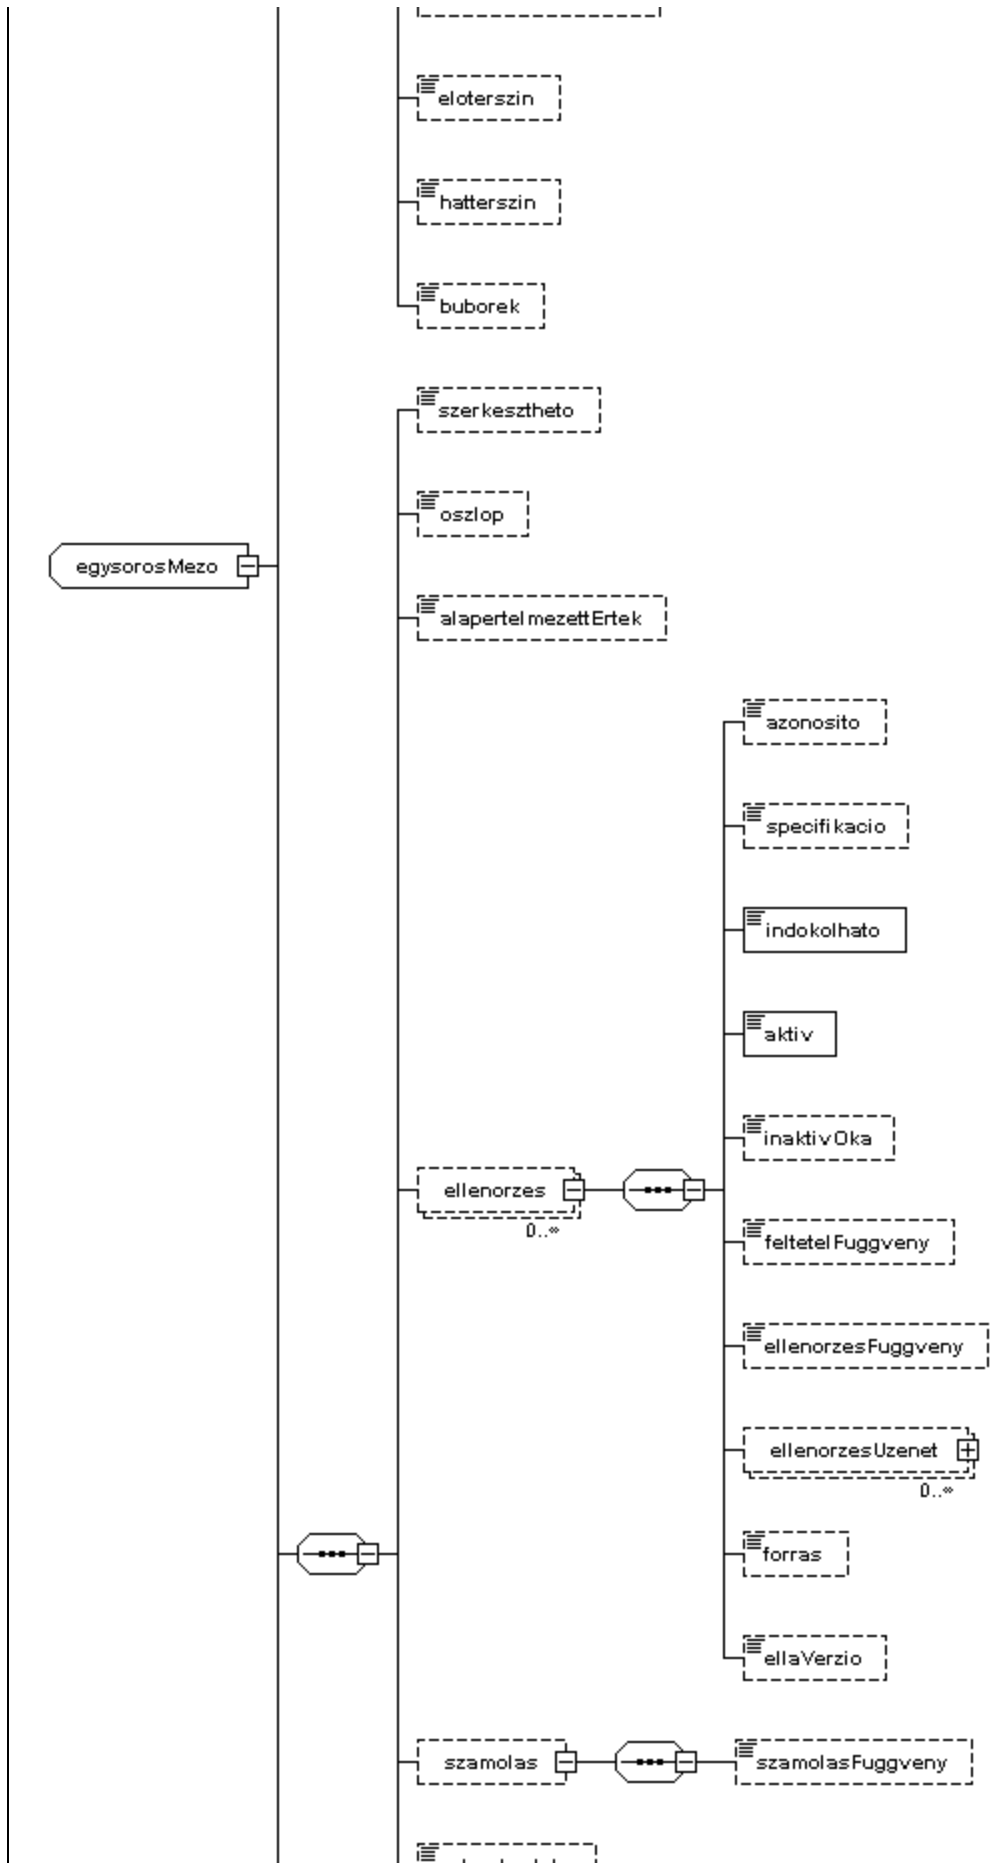 eloterszin
hatterszin
buborek
szerkesztheto
oszlop
egysorosMezo
alapertelmezettErtek
azonosito
specifikacio
indokolhato
aktiv
inaktivOka
ellenorzes
0..∞
feltetelFuggveny
ellenorzesFuggveny
ellenorzesUzenet
0..∞
forras
ellaVerzio
szamolas
szamolasFuggveny